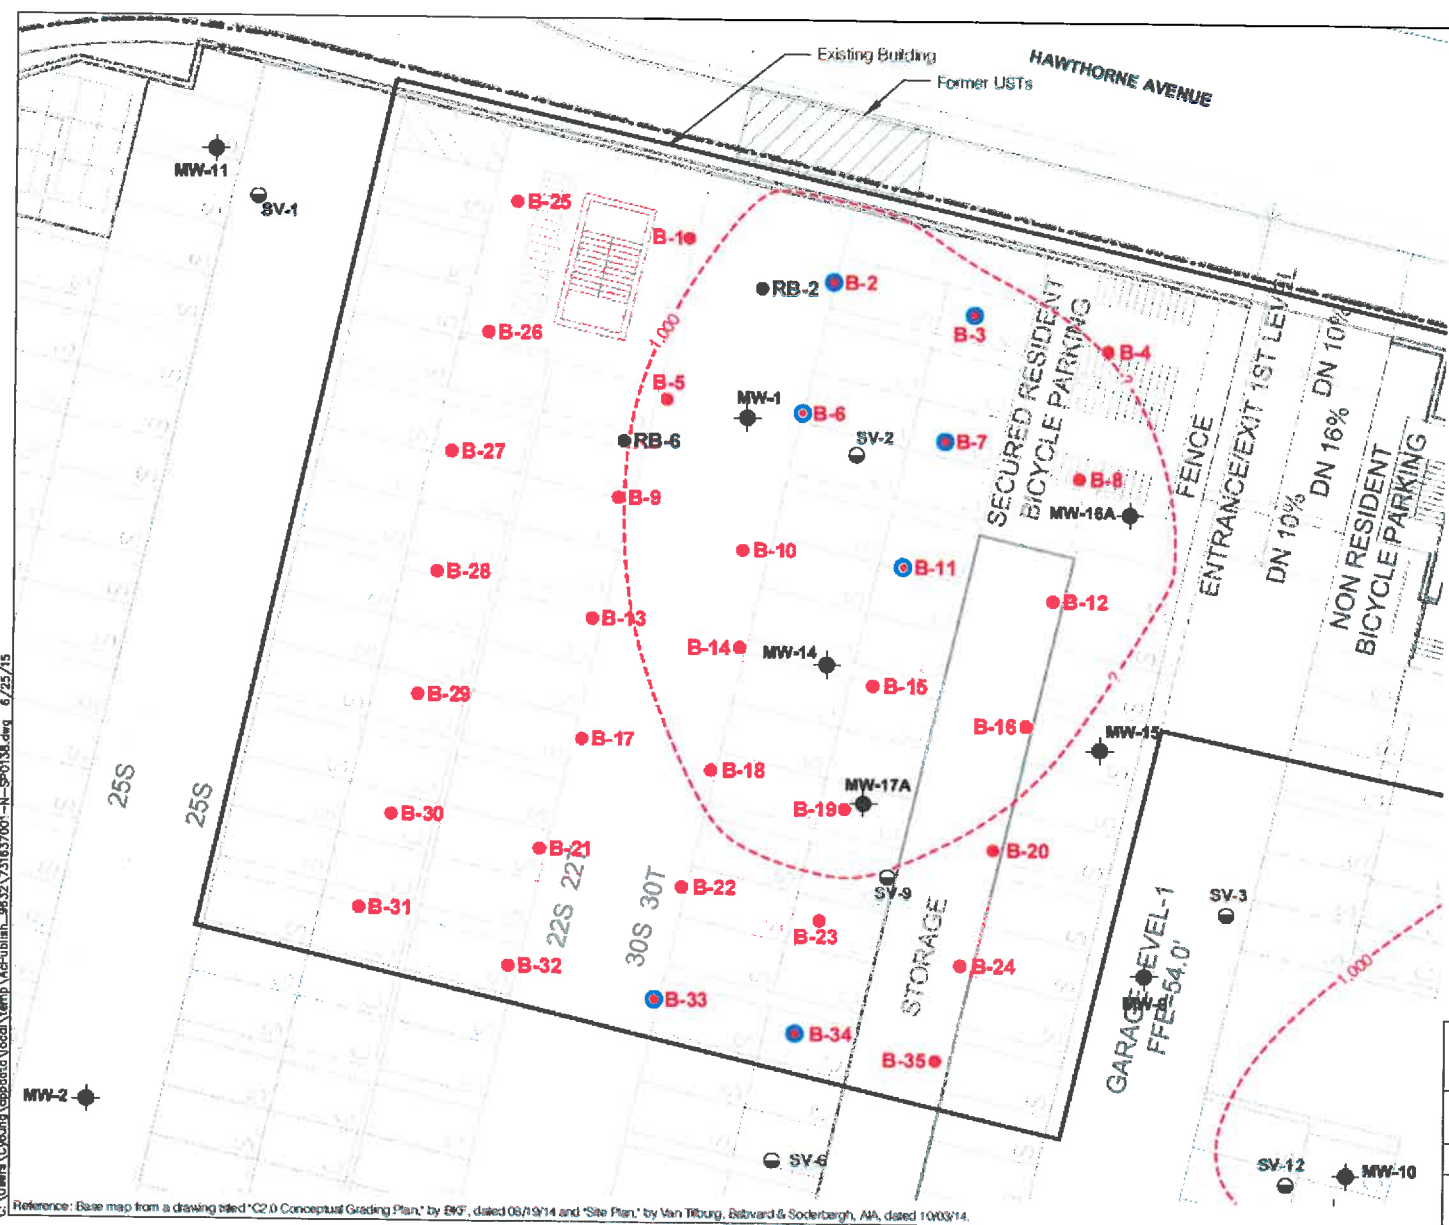 Existing Building
HAWTHORNE AVENUE
Former USTs
MW-11
SV-1
B-25
B-1
RB-2
B-2
B-3
B-4
?
1,000
B-26
B-5
MW-1
B-6
SV-2
B-7
RB-6
B-27
B-8
B-9
MW-16A
SECURED RESIDENT
BICYCLE PARKING
FENCE
ENTRANCE/EXIT 1ST LEVEL
DN 10%
DN 16%
DN 10%
NON RESIDENT
BICYCLE PARKING
B-10
B-11
B-28
B-12
B-13
B-14
MW-14
?
B-29
B-15
B-16
MW-15
B-17
B-18
25S
25S
B-19
MW-17A
B-30
B-21
B-20
22S 22T
30S 30T
B-22
SV-9
B-31
B-23
STORAGE
SV-3
B-32
B-24
GARAGE LEVEL-1
FFE=54.0'
1,000
B-33
B-34
B-35
MW-2
SV-6
SV-12
MW-10
Reference: Base map from a drawing titled "C2.0 Conceptual Grading Plan," by BKF, dated 08/19/14 and "Site Plan," by Van Tilburg, Banvard & Soderbergh, AIA, dated 10/03/14.